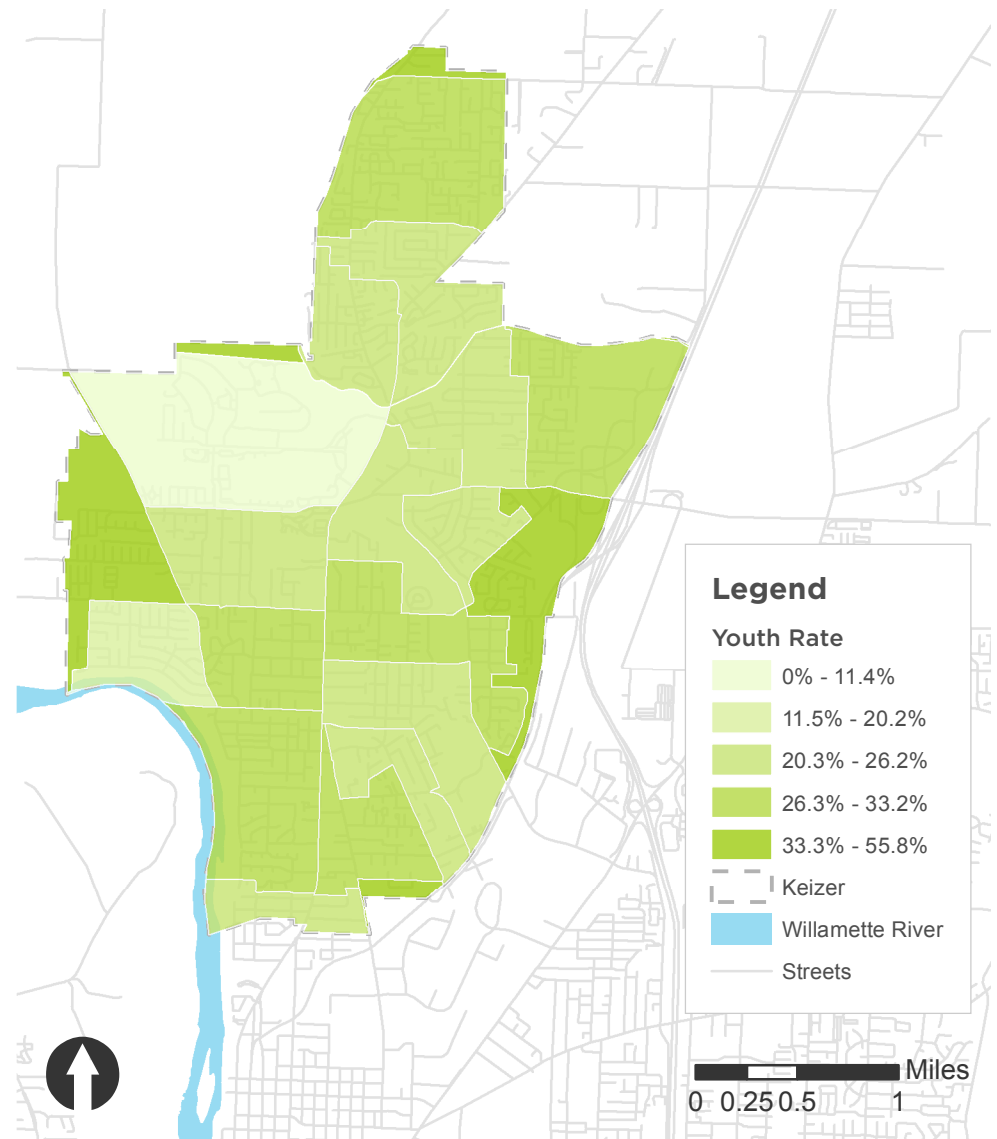 Legend
Youth Rate
0% - 11.4%
11.5% - 20.2%
20.3% - 26.2%
26.3% - 33.2%
33.3% - 55.8%
Keizer
Willamette River
Streets
Miles
0 0.25 0.5 1